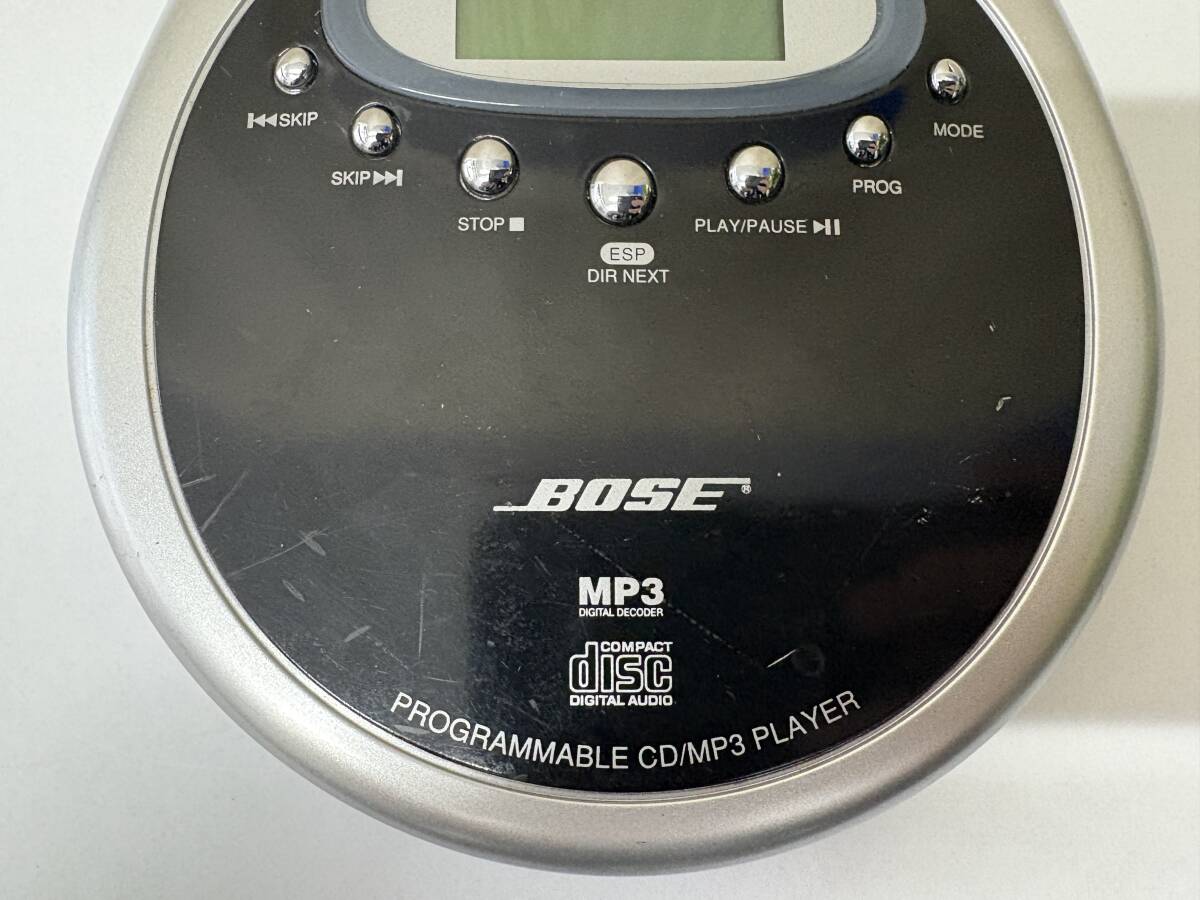 SKIP
SKIP
STOP
PLAY/PAUSE
PROG
MODE
ESP
DIR NEXT
BOSE®
MP3
DIGITAL DECODER
COMPACT
disc
DIGITAL AUDIO
PROGRAMMABLE CD/MP3 PLAYER